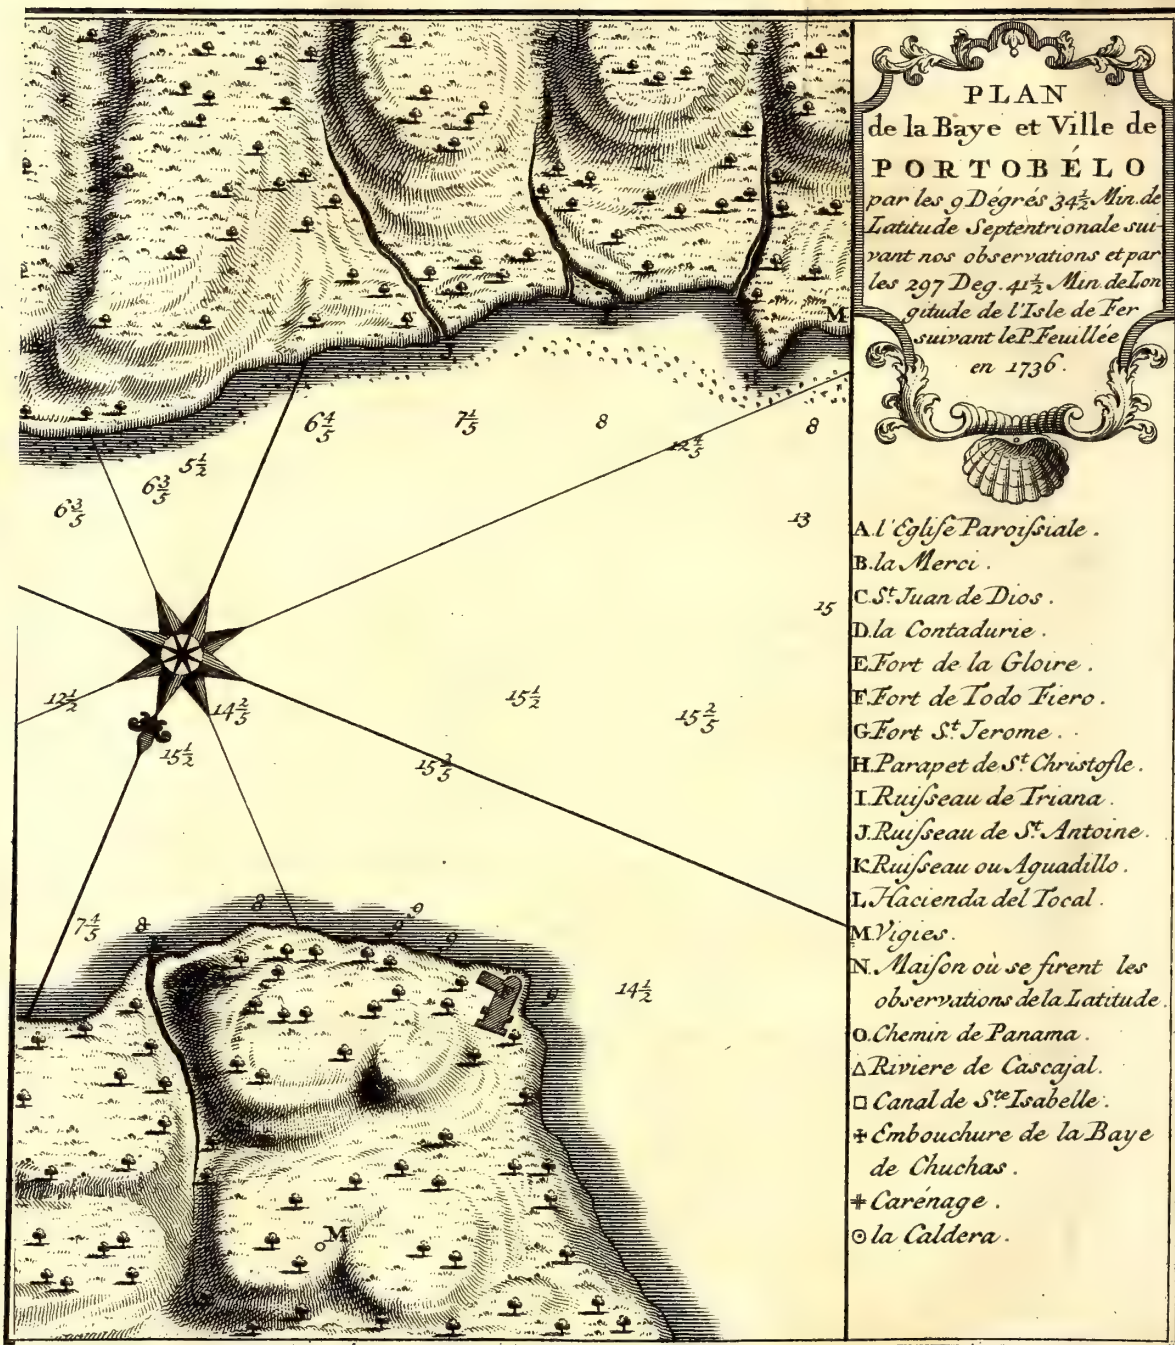 PLAN
de la Baye et Ville de
PORTOBÉLO
par les 9 Dégrés 34½ Min. de
Latitude Septentrionale sui-
vant nos observations et par
les 297 Deg. 41½ Min. de Lon
gitude de l'Isle de Fer
suivant le P. Feuillée
en 1736.
A. l'Egliſe Paroiſsiale.
B. la Merci.
C. St. Juan de Dios.
D. la Contadurie.
E. Fort de la Gloire.
F. Fort de Todo Fiero.
G. Fort St. Jerome.
H. Parapet de St. Christofle.
I. Ruiſseau de Triana.
J. Ruiſseau de St. Antoine.
K. Ruiſseau ou Aguadillo.
L. Hacienda del Tocal.
M. Vigies.
N. Maiſon où se firent les
observations de la Latitude.
O. Chemin de Panama.
△ Riviere de Cascajal.
□ Canal de Ste. Isabelle.
✠ Embouchure de la Baye
de Chuchas.
⋕ Carénage.
⊙ la Caldera.
M
J
6⅘
7⅕
8
8
12⅘
5½
6⅗
6⅗
13
15
12½
14⅖
15½
15⅖
15½
15⅖
7⅘
8
8
9
9
9
9
14½
M